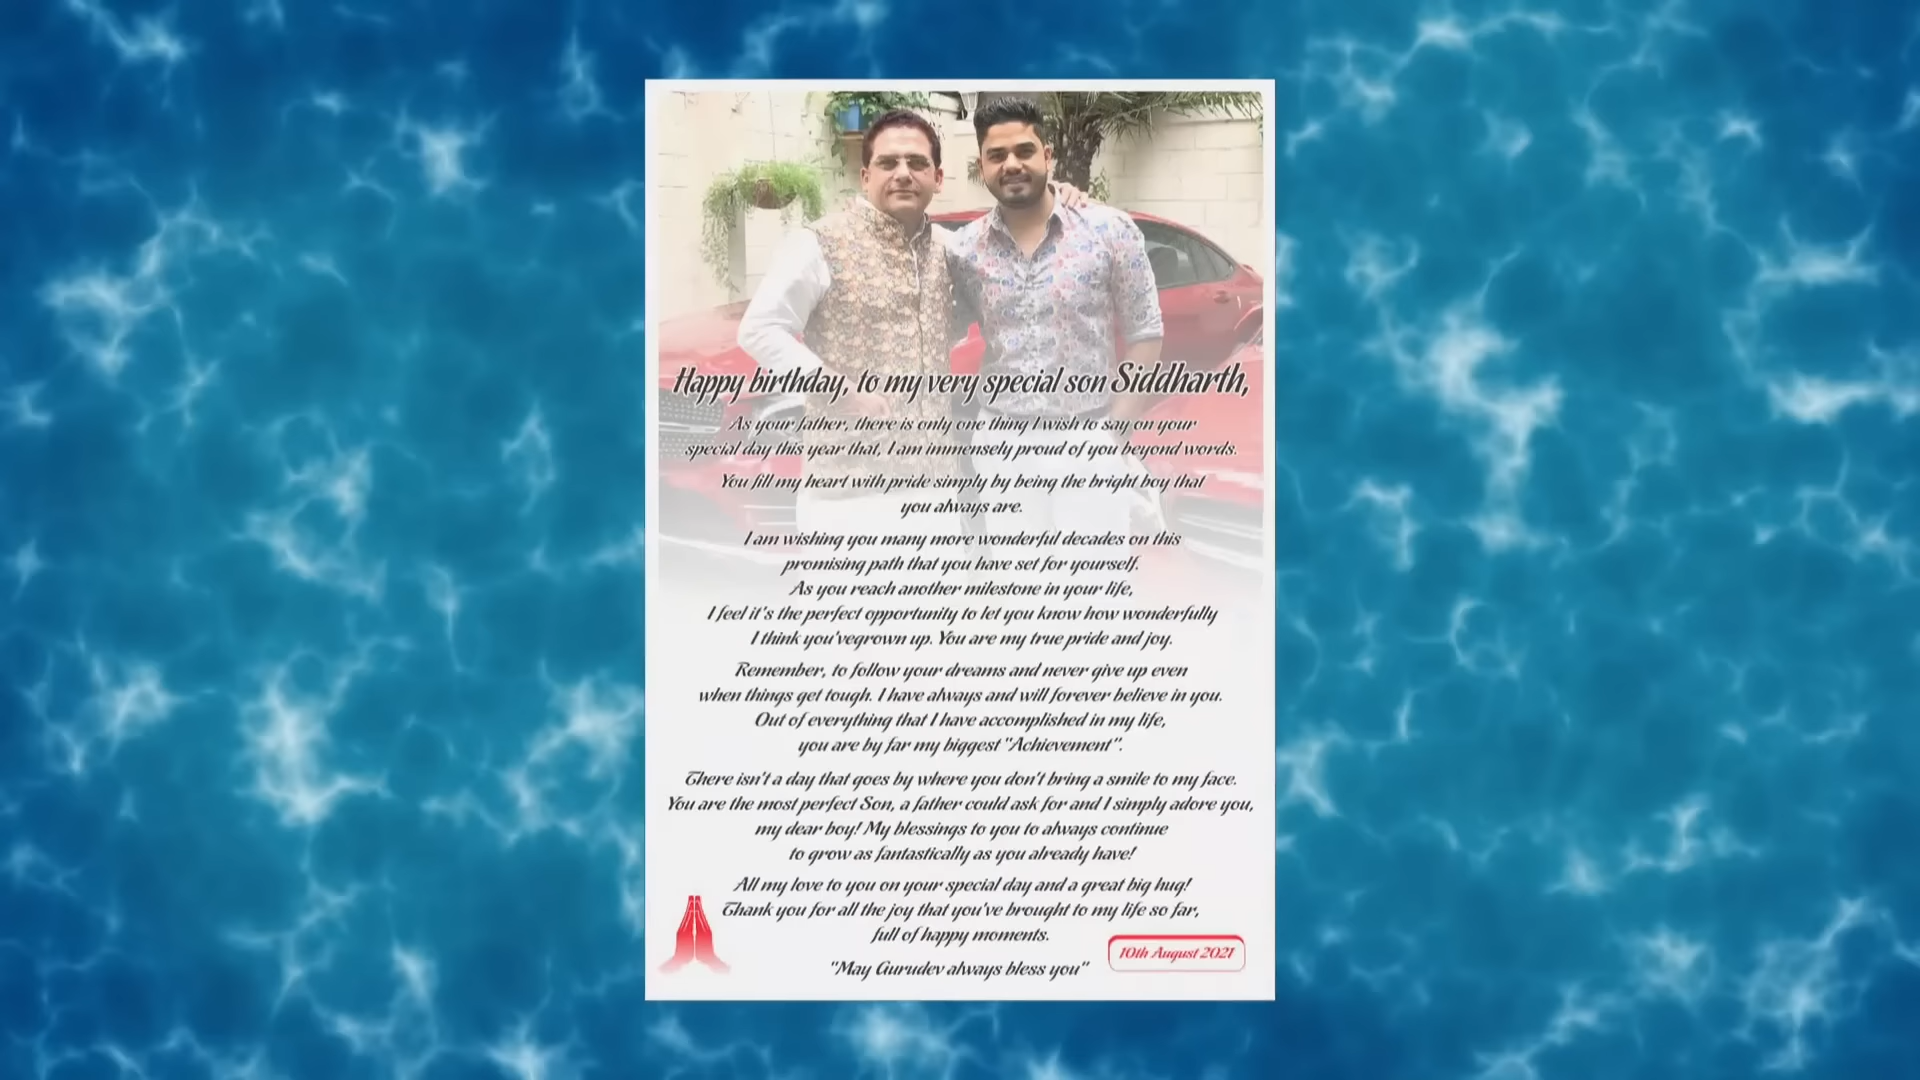 Happy birthday, to my very special son Siddharth,
As your father, there is only one thing I wish to say on your
special day this year that, I am immensely proud of you beyond words.
You fill my heart with pride simply by being the bright boy that
you always are.
I am wishing you many more wonderful decades on this
promising path that you have set for yourself.
As you reach another milestone in your life,
I feel it's the perfect opportunity to let you know how wonderfully
I think you'vegrown up. You are my true pride and joy.
Remember, to follow your dreams and never give up even
when things get tough. I have always and will forever believe in you.
Out of everything that I have accomplished in my life,
you are by far my biggest "Achievement".
There isn't a day that goes by where you don't bring a smile to my face.
You are the most perfect Son, a father could ask for and I simply adore you,
my dear boy! My blessings to you to always continue
to grow as fantastically as you already have!
All my love to you on your special day and a great big hug!
Thank you for all the joy that you've brought to my life so far,
full of happy moments.
"May Gurudev always bless you"
10th August 2021